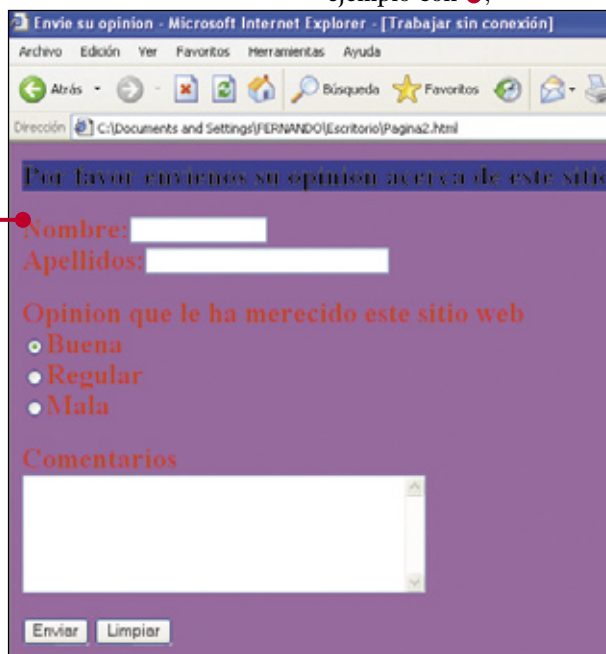 ejemplo con
Envie su opinion - Microsoft Internet Explorer - [Trabajar sin conexión]
Archivo Edición Ver Favoritos Herramientas Ayuda
Atrás Búsqueda Favoritos
Dirección C:\Documents and Settings\FERNANDO\Escritorio\Pagina2.html
Por favor envienos su opinion acerca de este sitio
Nombre:
Apellidos:
Opinion que le ha merecido este sitio web
Buena
Regular
Mala
Comentarios
Enviar Limpiar